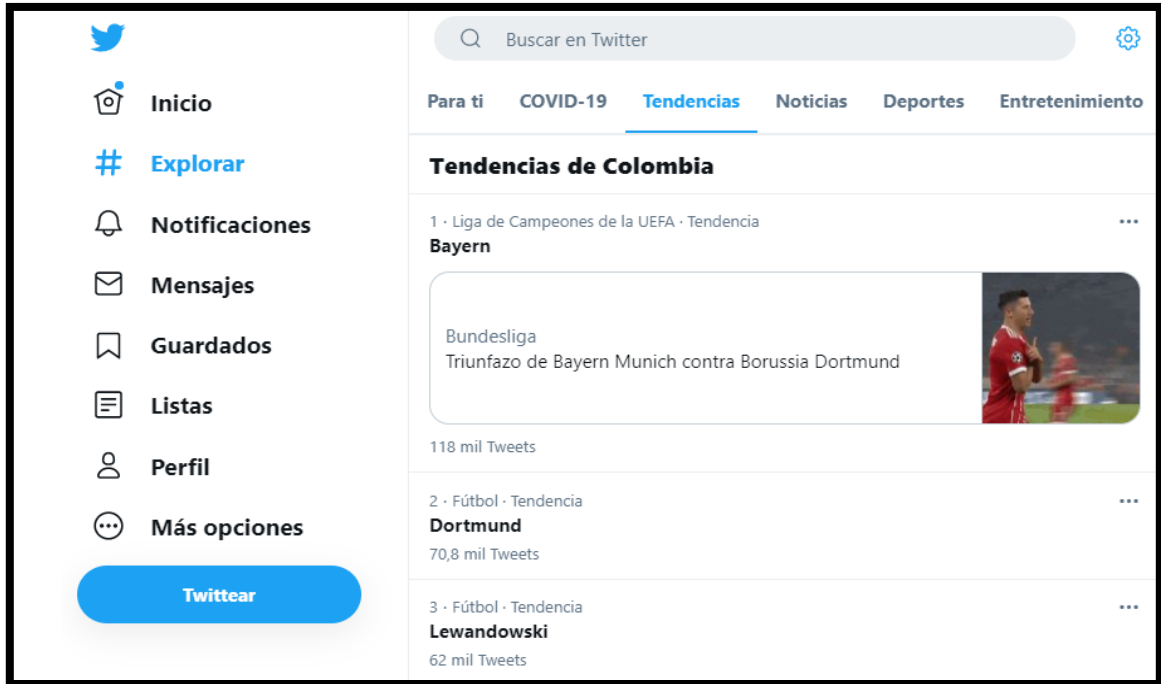 Buscar en Twitter
Inicio
Explorar
Notificaciones
Mensajes
Guardados
Listas
Perfil
Más opciones
Twittear
Para ti COVID-19 Tendencias Noticias Deportes Entretenimiento
Tendencias de Colombia
1 · Liga de Campeones de la UEFA · Tendencia
Bayern
Bundesliga
Triunfazo de Bayern Munich contra Borussia Dortmund
118 mil Tweets
2 · Fútbol · Tendencia
Dortmund
70,8 mil Tweets
3 · Fútbol · Tendencia
Lewandowski
62 mil Tweets